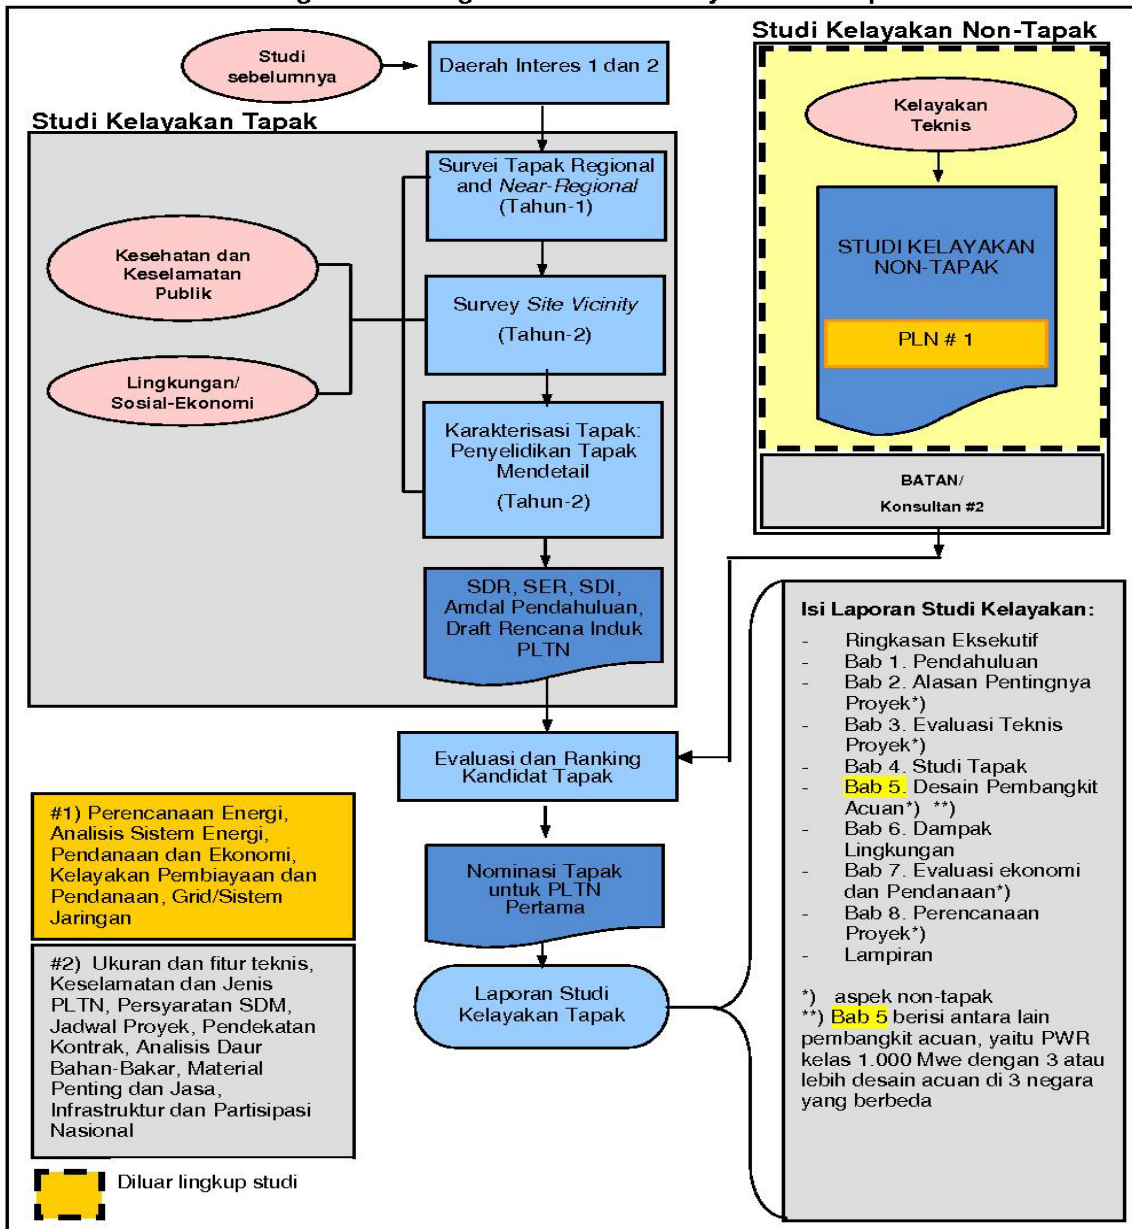 Studi
sebelumnya
Daerah Interes 1 dan 2
Studi Kelayakan Tapak
Survei Tapak Regional
and Near-Regional
(Tahun-1)
Kesehatan dan
Keselamatan
Publik
Survey Site Vicinity
(Tahun-2)
Lingkungan/
Sosial-Ekonomi
Karakterisasi Tapak:
Penyelidikan Tapak
Mendetail
(Tahun-2)
SDR, SER, SDI,
Amdal Pendahuluan,
Draft Rencana Induk
PLTN
Evaluasi dan Ranking
Kandidat Tapak
Nominasi Tapak
untuk PLTN
Pertama
Laporan Studi
Kelayakan Tapak
Studi Kelayakan Non-Tapak
Kelayakan
Teknis
STUDI KELAYAKAN
NON-TAPAK
PLN # 1
BATAN/
Konsultan #2
Isi Laporan Studi Kelayakan:
- Ringkasan Eksekutif
- Bab 1. Pendahuluan
- Bab 2. Alasan Pentingnya
Proyek*)
- Bab 3. Evaluasi Teknis
Proyek*)
- Bab 4. Studi Tapak
- Bab 5. Desain Pembangkit
Acuan*) **)
- Bab 6. Dampak
Lingkungan
- Bab 7. Evaluasi ekonomi
dan Pendanaan*)
- Bab 8. Perencanaan
Proyek*)
- Lampiran
*) aspek non-tapak
**) Bab 5 berisi antara lain
pembangkit acuan, yaitu PWR
kelas 1.000 Mwe dengan 3 atau
lebih desain acuan di 3 negara
yang berbeda
#1) Perencanaan Energi,
Analisis Sistem Energi,
Pendanaan dan Ekonomi,
Kelayakan Pembiayaan dan
Pendanaan, Grid/Sistem
Jaringan
#2) Ukuran dan fitur teknis,
Keselamatan dan Jenis
PLTN, Persyaratan SDM,
Jadwal Proyek, Pendekatan
Kontrak, Analisis Daur
Bahan-Bakar, Material
Penting dan Jasa,
Infrastruktur dan Partisipasi
Nasional
Diluar lingkup studi